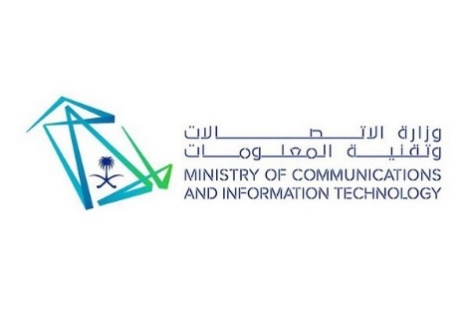 وزارة الاتصالات
وتقنية المعلومات
MINISTRY OF COMMUNICATIONS
AND INFORMATION TECHNOLOGY